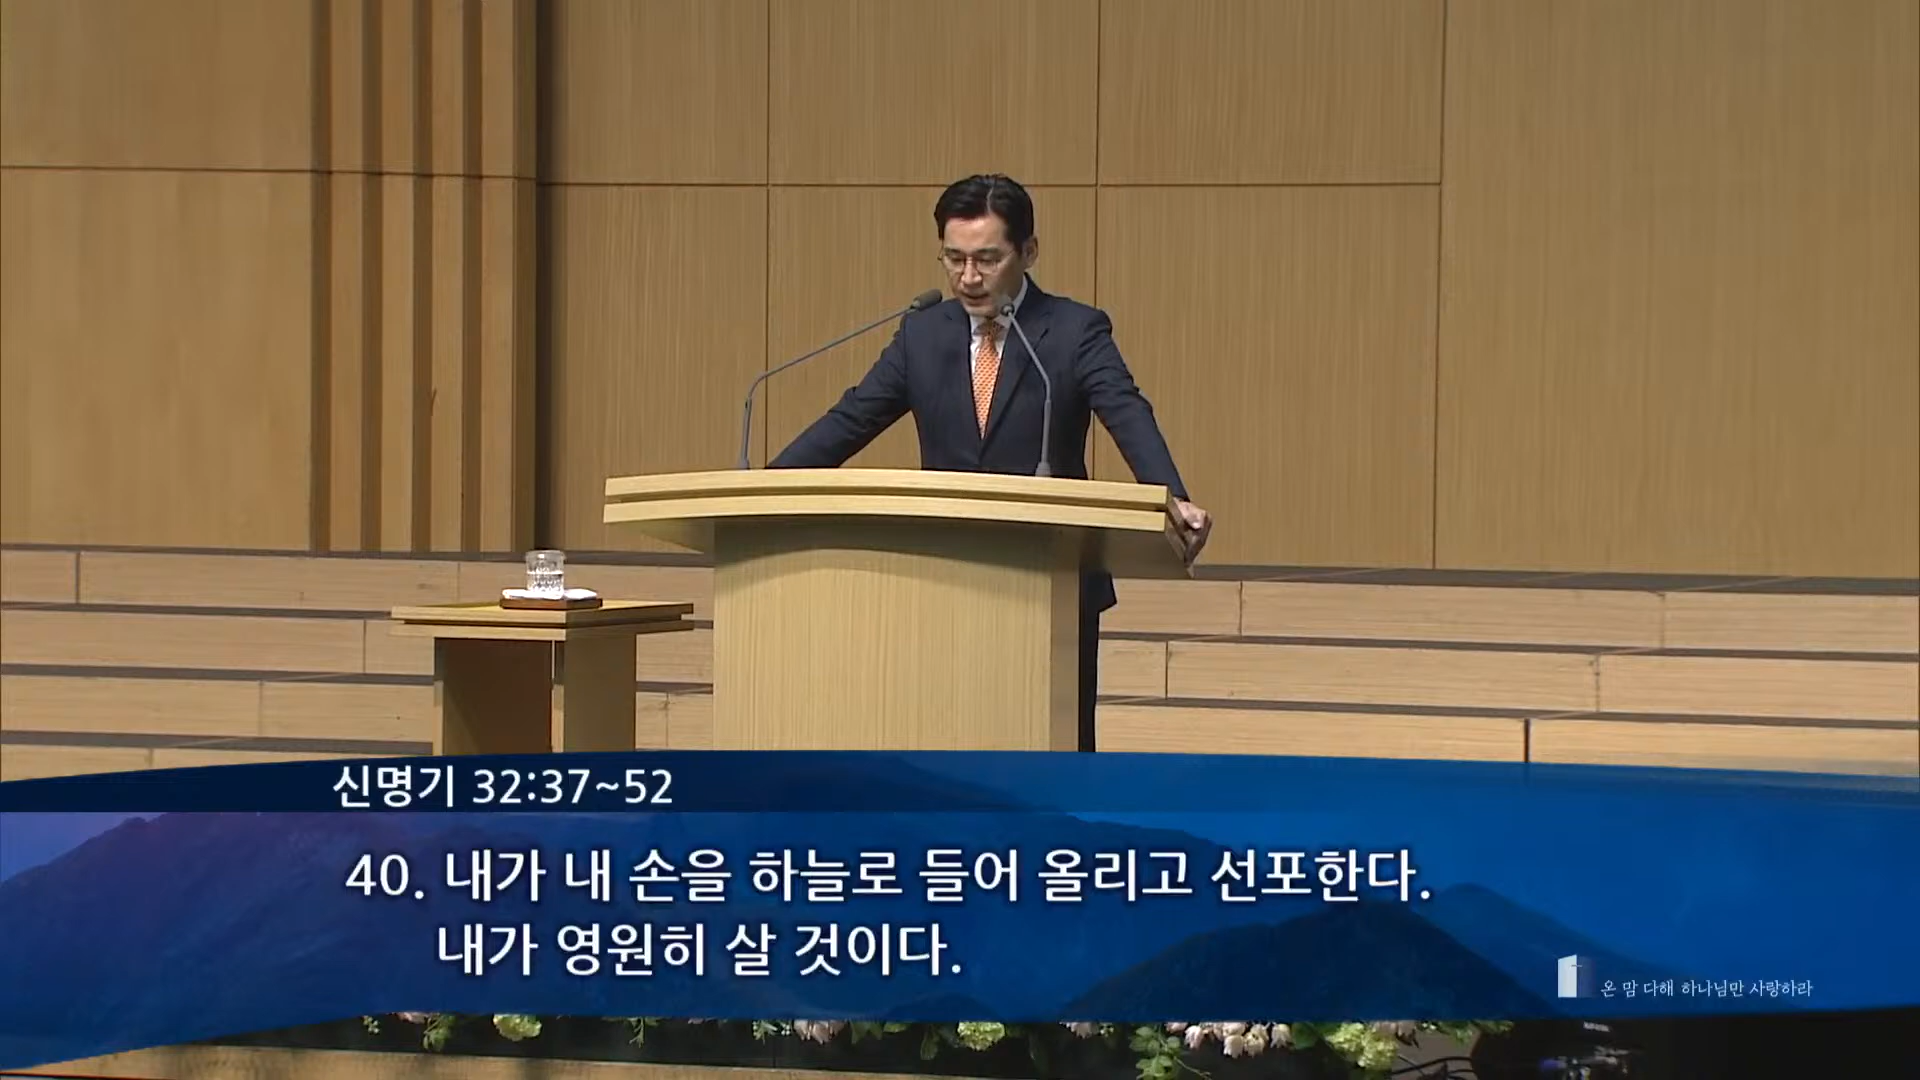 신명기 32:37~52
40. 내가 내 손을 하늘로 들어 올리고 선포한다.
내가 영원히 살 것이다.
온 맘 다해 하나님만 사랑하라